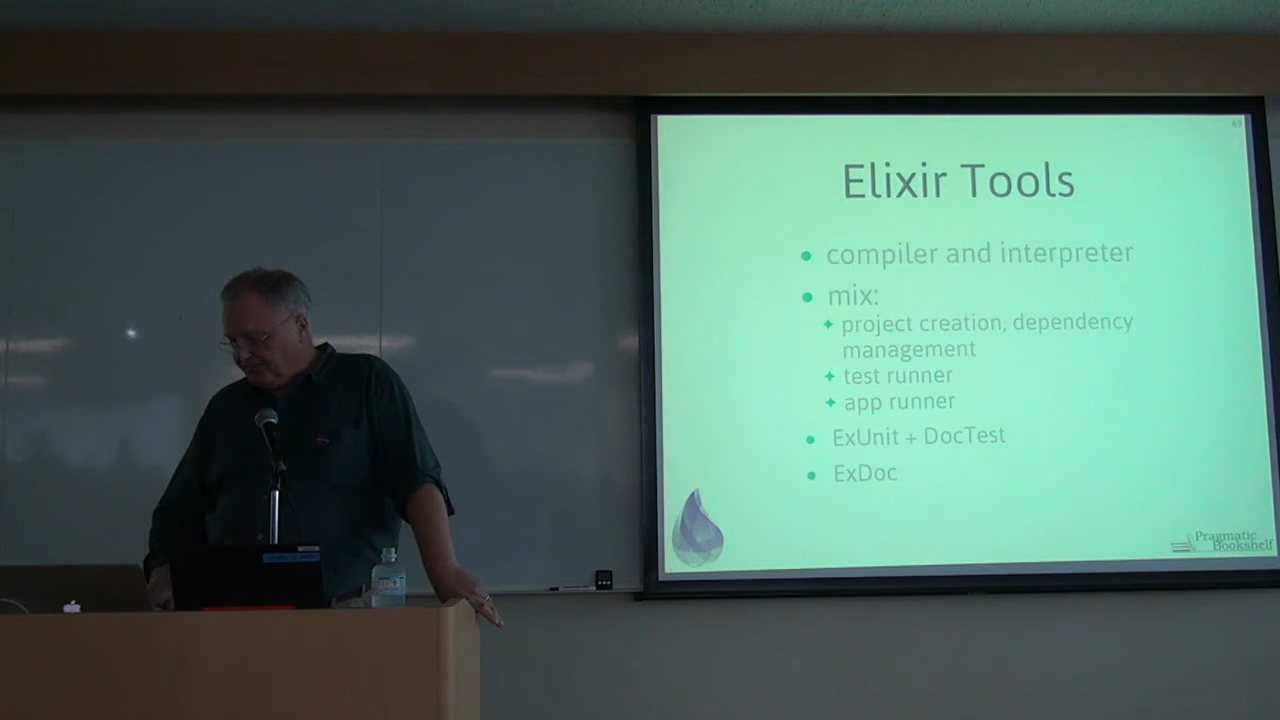 63
Elixir Tools
compiler and interpreter
mix:
project creation, dependency
management
test runner
app runner
ExUnit + DocTest
ExDoc
Pragmatic
Bookshelf